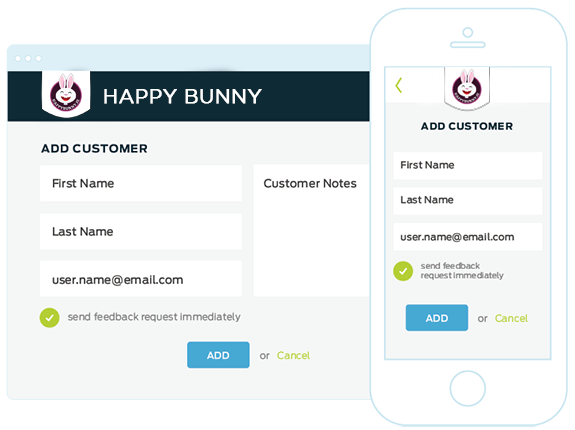 HAPPY BUNNY
ADD CUSTOMER
First Name
Customer Notes
Last Name
user.name@email.com
send feedback request immediately
ADD or Cancel
ADD CUSTOMER
First Name
Last Name
user.name@email.com
send feedback
request immediately
ADD or Cancel